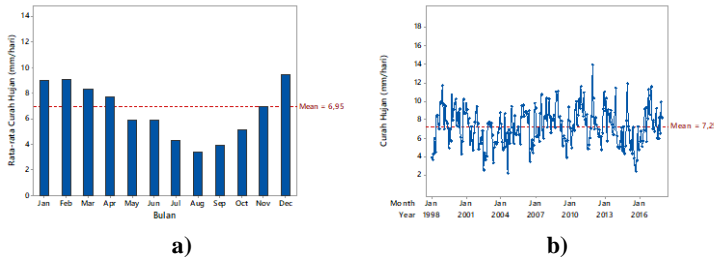 14
12
10
8
6
4
2
0
Rata-rata Curah Hujan (mm/hari)
Mean = 6,95
Jan Feb Mar Apr May Jun Jul Aug Sep Oct Nov Dec
Bulan
a)
18
16
14
12
10
8
6
4
2
Curah Hujan (mm/hari)
Mean = 7,2
Month Jan Jan Jan Jan Jan Jan Jan
Year 1998 2001 2004 2007 2010 2013 2016
b)